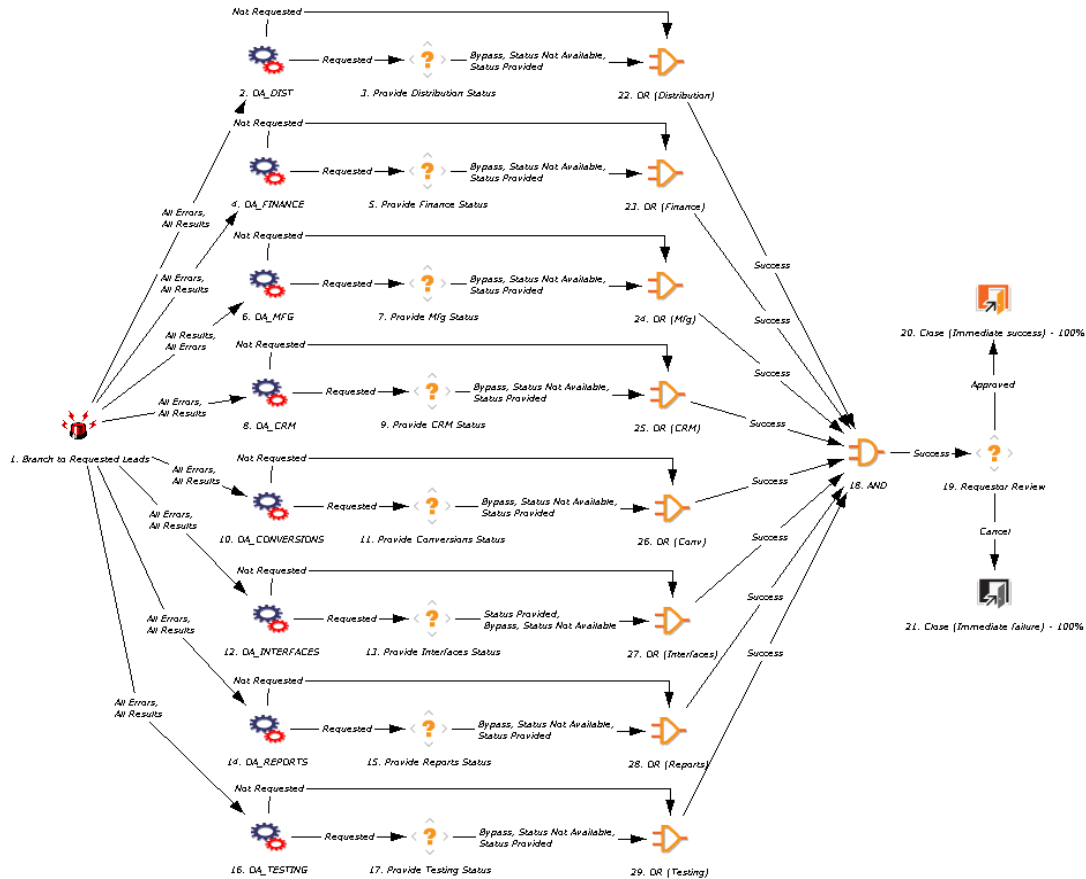 Not Requested
Requested
Bypass, Status Not Available,
Status Provided
2. OA_DIST
3. Provide Distribution Status
22. OR (Distribution)
Not Requested
Requested
Bypass, Status Not Available,
Status Provided
4. OA_FINANCE
5. Provide Finance Status
23. OR (Finance)
All Errors,
All Results
Not Requested
All Errors,
All Results
Requested
Bypass, Status Not Available,
Status Provided
Success
6. OA_MFG
7. Provide Mfg Status
24. OR (Mfg)
Success
All Results,
All Errors
Not Requested
20. Close (Immediate success) - 100%
Success
Requested
Bypass, Status Not Available,
Status Provided
Approved
All Errors,
All Results
8. OA_CRM
9. Provide CRM Status
25. OR (CRM)
Success
1. Branch to Requested Leads
Not Requested
Success
All Errors,
All Results
Success
18. AND
19. Requestor Review
Requested
Bypass, Status Not Available,
Status Provided
All Errors,
All Results
10. OA_CONVERSIONS
11. Provide Conversions Status
26. OR (Conv)
Success
Cancel
Not Requested
Requested
Status Provided,
Bypass, Status Not Available
Success
All Errors,
All Results
12. OA_INTERFACES
13. Provide Interfaces Status
27. OR (Interfaces)
Success
21. Close (Immediate failure) - 100%
Not Requested
All Errors,
All Results
Requested
Bypass, Status Not Available,
Status Provided
14. OA_REPORTS
15. Provide Reports Status
28. OR (Reports)
Not Requested
Requested
Bypass, Status Not Available,
Status Provided
16. OA_TESTING
17. Provide Testing Status
29. OR (Testing)